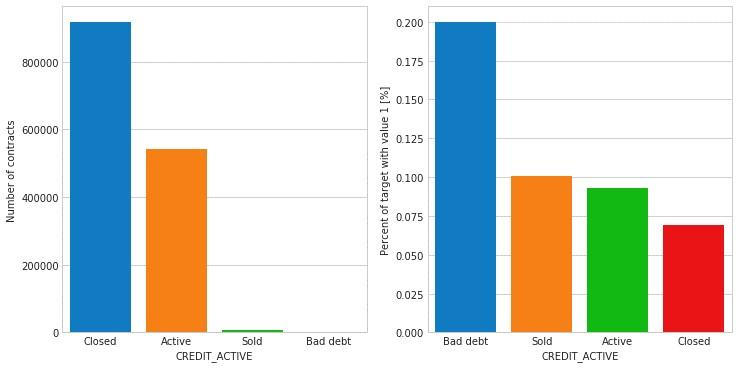 Number of contracts
800000
600000
400000
200000
0
Closed Active Sold Bad debt
CREDIT_ACTIVE
Percent of target with value 1 [%]
0.200
0.175
0.150
0.125
0.100
0.075
0.050
0.025
0.000
Bad debt Sold Active Closed
CREDIT_ACTIVE